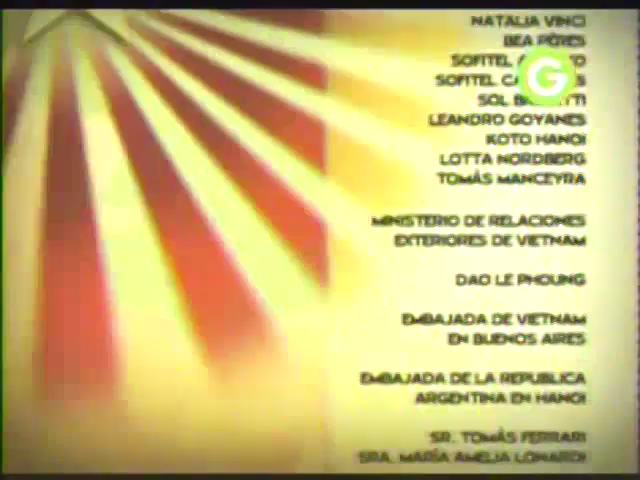 NATALIA VINCI
BEA PÉRES
SOFITEL
SOFITEL
SOL
LEANDRO GOYANES
KOTO HANOI
LOTTA NORDBERG
TOMÁS MANCEYRA
MINISTERIO DE RELACIONES
EXTERIORES DE VIETNAM
DAO LE PHOUNG
EMBAJADA DE VIETNAM
EN BUENOS AIRES
EMBAJADA DE LA REPUBLICA
ARGENTINA EN HANOI
SR. TOMÁS FERRARI
SRA. MARÍA AMELIA LONARDI
G